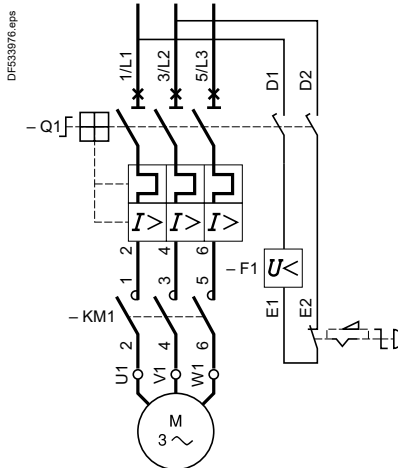 DF533976.eps
1/L1 3/L2 5/L3 D1 D2
– Q1
I> I> I>
2 4 6
– F1 U<
1 3 5 E1 E2
– KM1
2 4 6
U1 V1 W1
M
3 ~